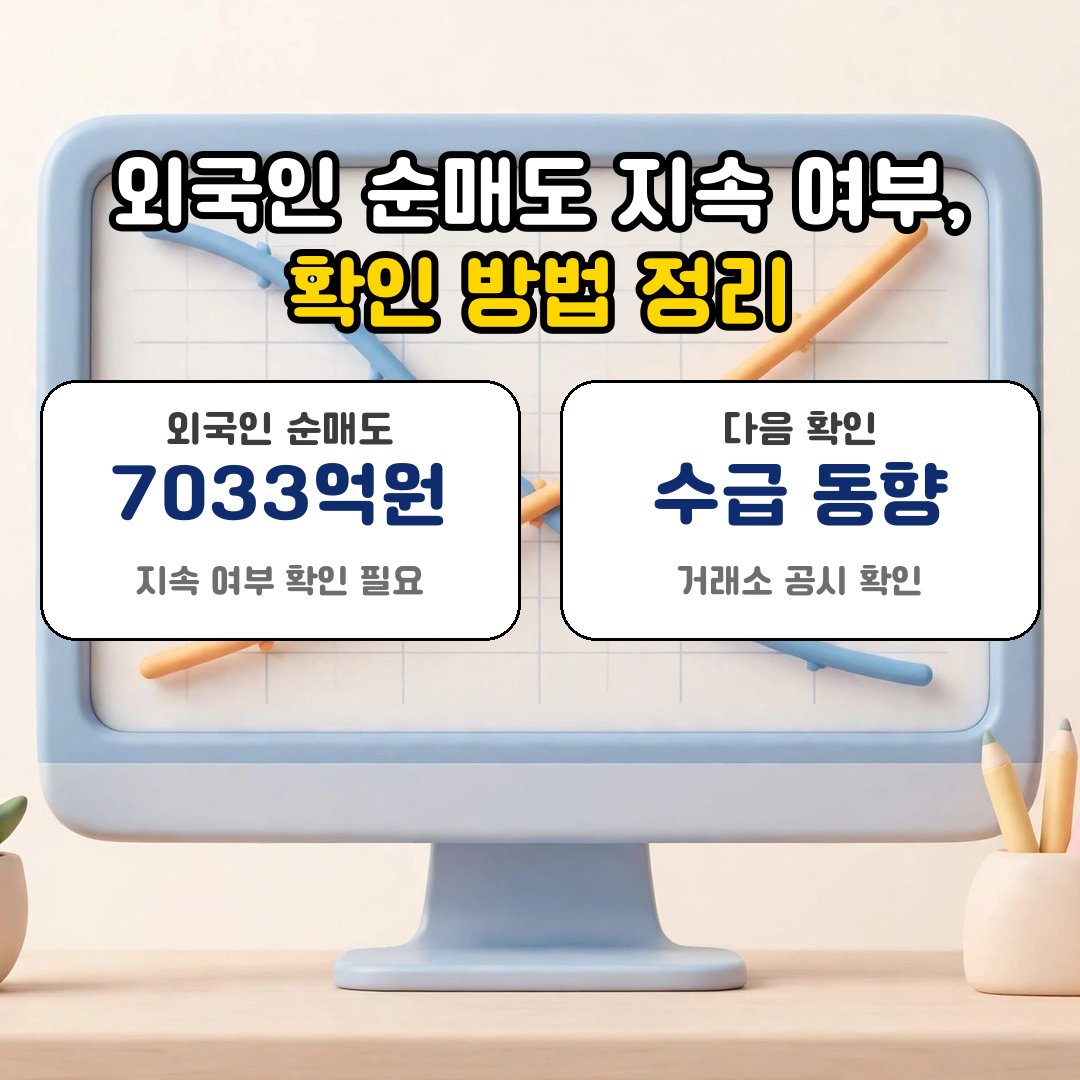 외국인 순매도 지속 여부,
확인 방법 정리
외국인 순매도
7033억원
지속 여부 확인 필요
다음 확인
수급 동향
거래소 공시 확인